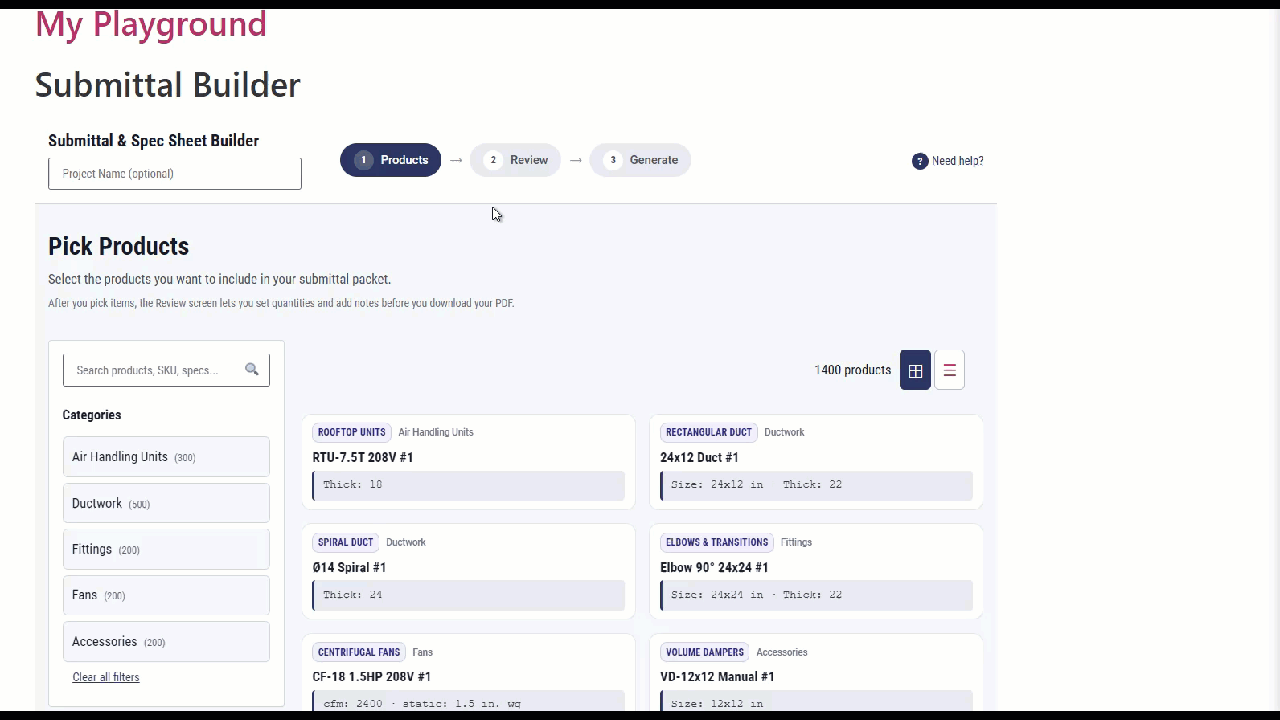 My Playground
Submittal Builder
Submittal & Spec Sheet Builder
Project Name (optional)
1 Products → 2 Review → 3 Generate
? Need help?
Pick Products
Select the products you want to include in your submittal packet.
After you pick items, the Review screen lets you set quantities and add notes before you download your PDF.
Search products, SKU, specs...
Categories
Air Handling Units (300)
Ductwork (500)
Fittings (200)
Fans (200)
Accessories (200)
Clear all filters
1400 products
ROOFTOP UNITS Air Handling Units
RTU-7.5T 208V #1
Thick: 18
RECTANGULAR DUCT Ductwork
24x12 Duct #1
Size: 24x12 in · Thick: 22
SPIRAL DUCT Ductwork
Ø14 Spiral #1
Thick: 24
ELBOWS & TRANSITIONS Fittings
Elbow 90° 24x24 #1
Size: 24x24 in · Thick: 22
CENTRIFUGAL FANS Fans
CF-18 1.5HP 208V #1
cfm: 2400 · static: 1.5 in. wg
VOLUME DAMPERS Accessories
VD-12x12 Manual #1
Size: 12x12 in